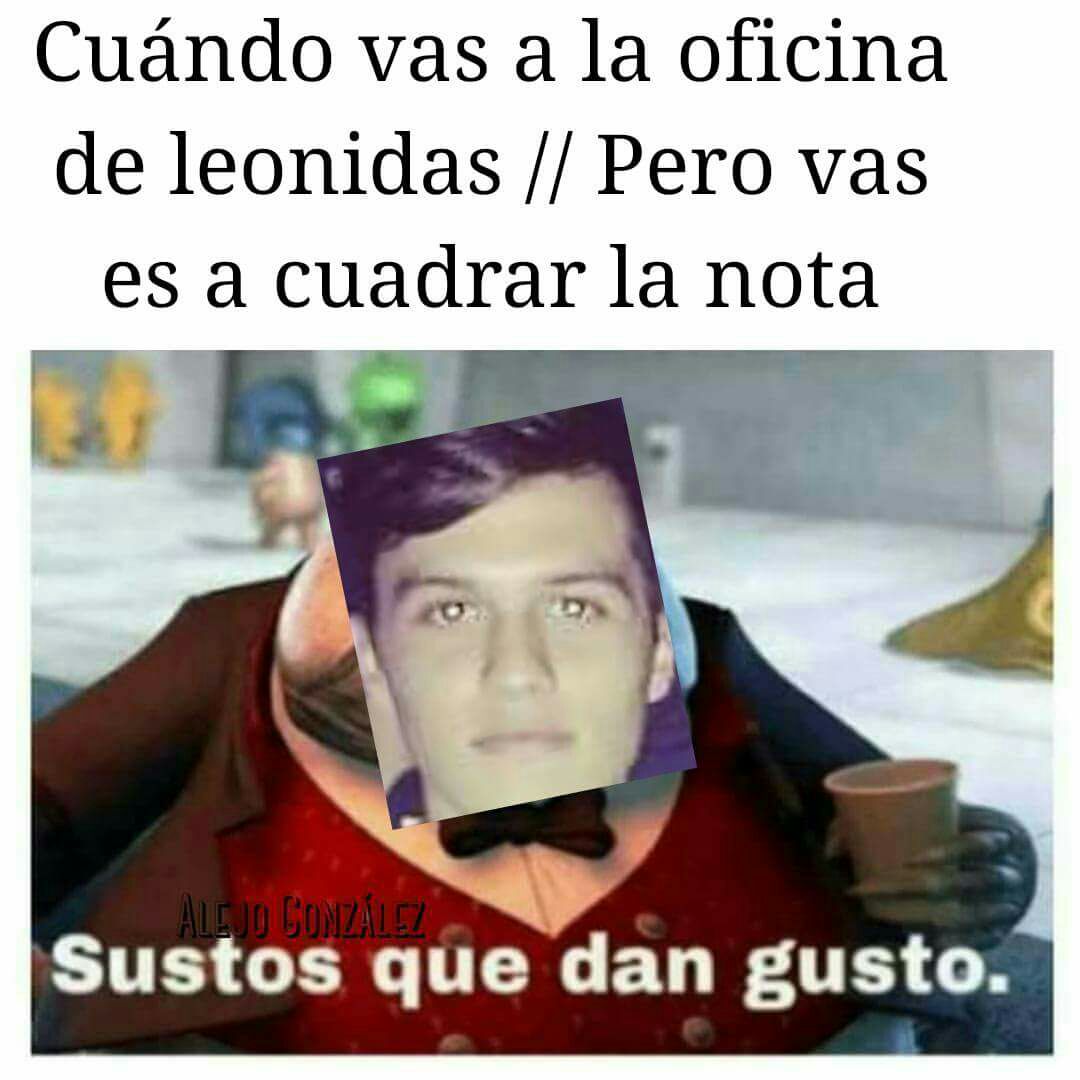 Cuándo vas a la oficina
de leonidas // Pero vas
es a cuadrar la nota
ALEJO GONZÁLEZ
Sustos que dan gusto.